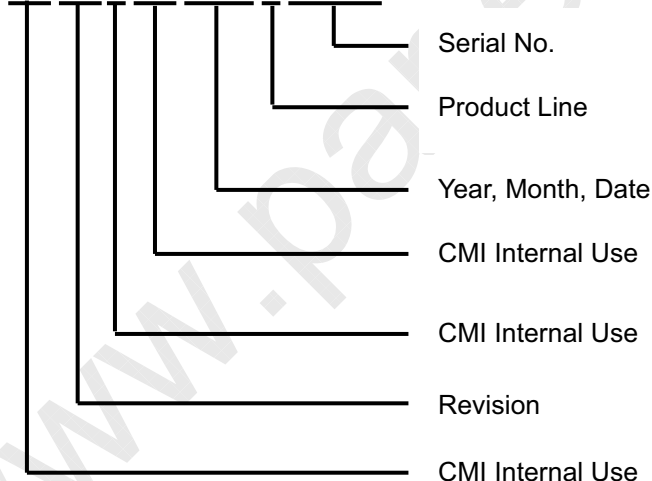 Serial No.
Product Line
Year, Month, Date
CMI Internal Use
CMI Internal Use
Revision
CMI Internal Use